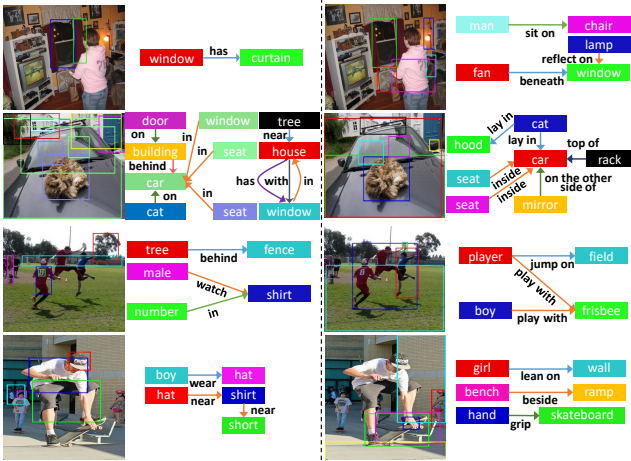 has
window
curtain
man
chair
sit on
lamp
reflect on
fan
window
beneath
door
window
tree
on
in
near
building
seat
house
behind
in
car
has
with
in
on
in
cat
seat
window
cat
lay in
hood
lay in
top of
car
rack
seat
inside
on the other
side of
inside
seat
mirror
tree
fence
behind
male
watch
shirt
number
in
player
field
jump on
play with
boy
frisbee
play with
boy
hat
wear
hat
shirt
near
near
short
girl
wall
lean on
bench
ramp
beside
hand
skateboard
grip